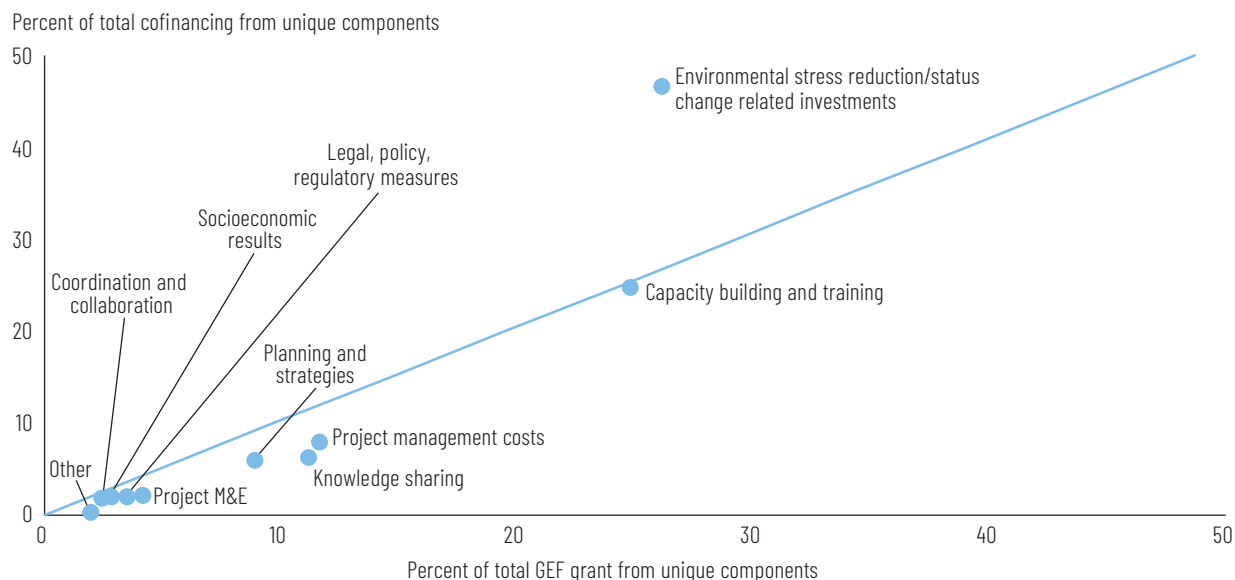 Percent of total cofinancing from unique components
50
Environmental stress reduction/status
change related investments
40
Legal, policy,
regulatory measures
30
Socioeconomic
results
Coordination and
collaboration
Capacity building and training
20
Planning and
strategies
10
Project management costs
Knowledge sharing
Other
Project M&E
0
0
10
20
30
40
50
Percent of total GEF grant from unique components